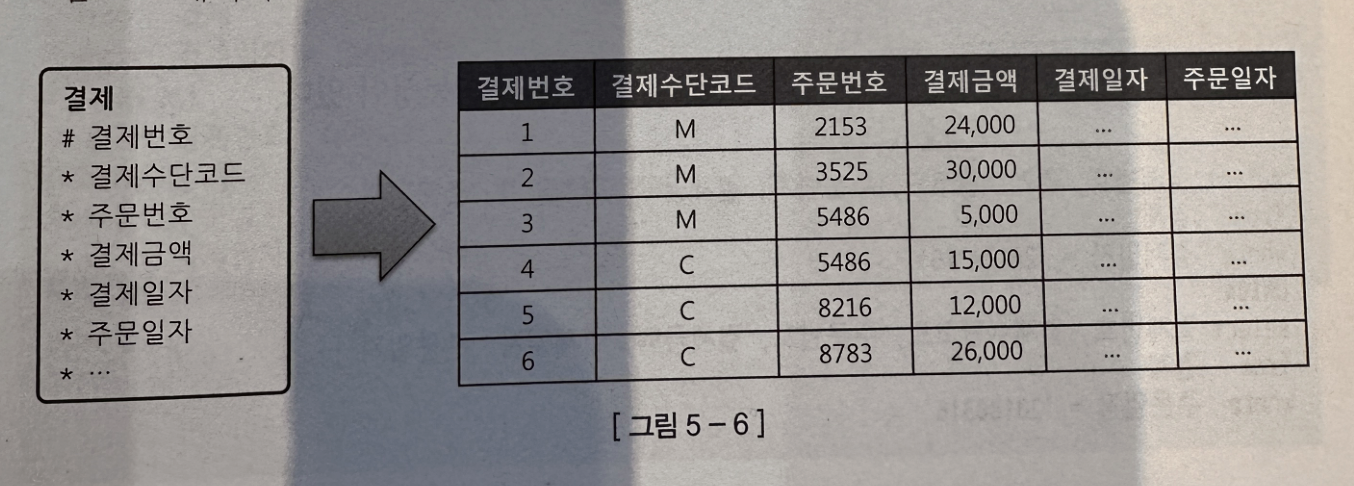 결제
# 결제번호
* 결제수단코드
* 주문번호
* 결제금액
* 결제일자
* 주문일자
* ...
결제번호 결제수단코드 주문번호 결제금액 결제일자 주문일자
1 M 2153 24,000 ... ...
2 M 3525 30,000 ... ...
3 M 5486 5,000 ... ...
4 C 5486 15,000 ... ...
5 C 8216 12,000 ... ...
6 C 8783 26,000 ... ...
[ 그림 5 - 6 ]